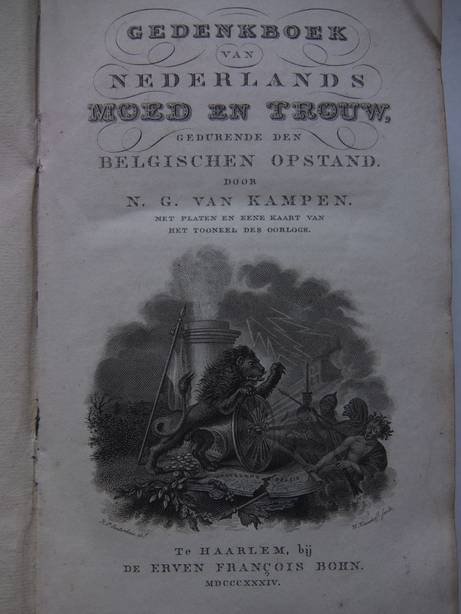 GEDENKBOEK
VAN
NEDERLANDS
MOED EN TROUW,
GEDURENDE DEN
BELGISCHEN OPSTAND.
DOOR
N. G. VAN KAMPEN.
MET PLATEN EN EENE KAART VAN
HET TOONEEL DES OORLOGS.
Te HAARLEM, bij
DE ERVEN FRANÇOIS BOHN.
MDCCCXXXIV.